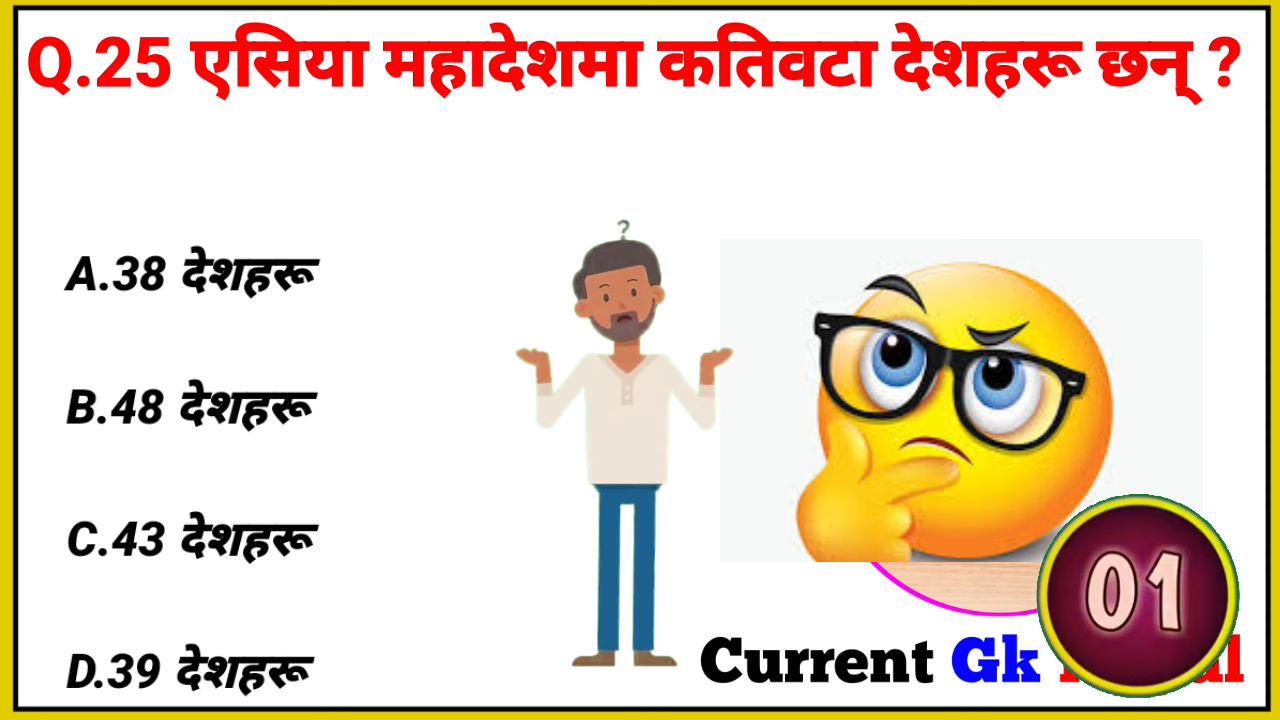 Q.25 एसिया महादेशमा कतिवटा देशहरू छन् ?
?
A.38 देशहरू
B.48 देशहरू
C.43 देशहरू
D.39 देशहरू
01
Current Gk